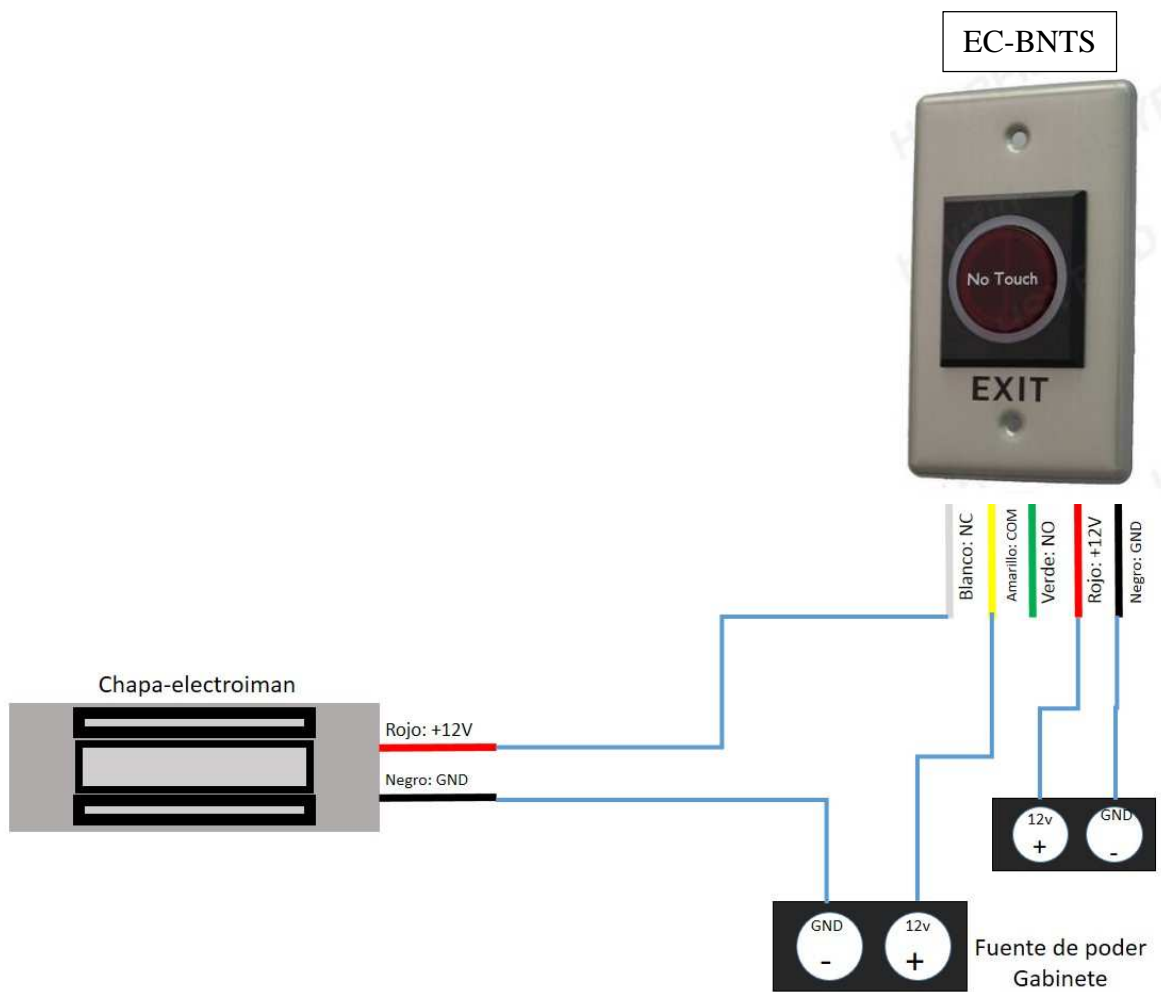 EC-BNTS
No Touch
EXIT
Blanco: NC
Amarillo: COM
Verde: NO
Rojo: +12V
Negro: GND
Chapa-electroiman
Rojo: +12V
Negro: GND
12v
+
GND
-
GND
-
12v
+
Fuente de poder
Gabinete